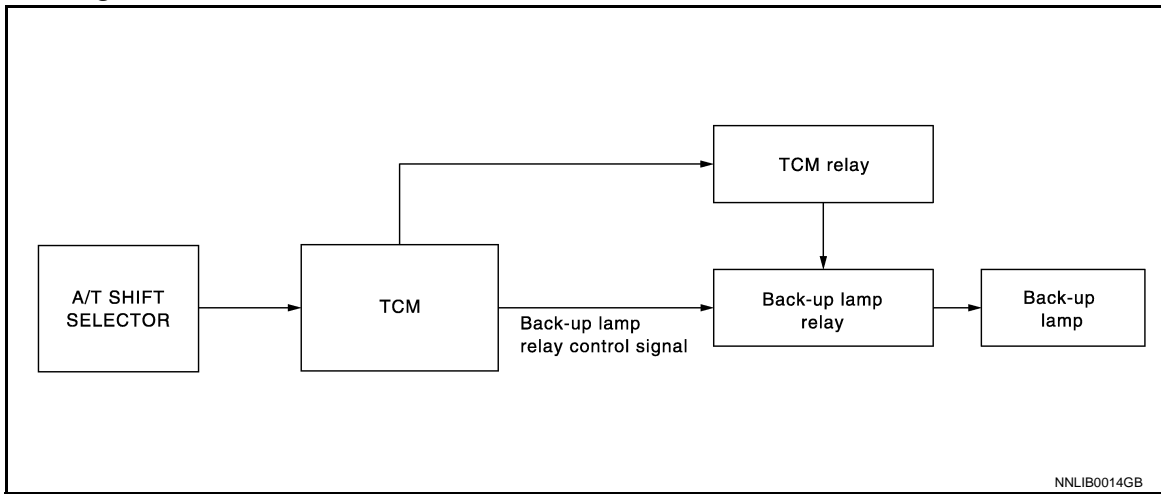 TCM relay
A/T SHIFT
SELECTOR
TCM
Back-up lamp
relay control signal
Back-up lamp
relay
Back-up
lamp
NNLIB0014GB